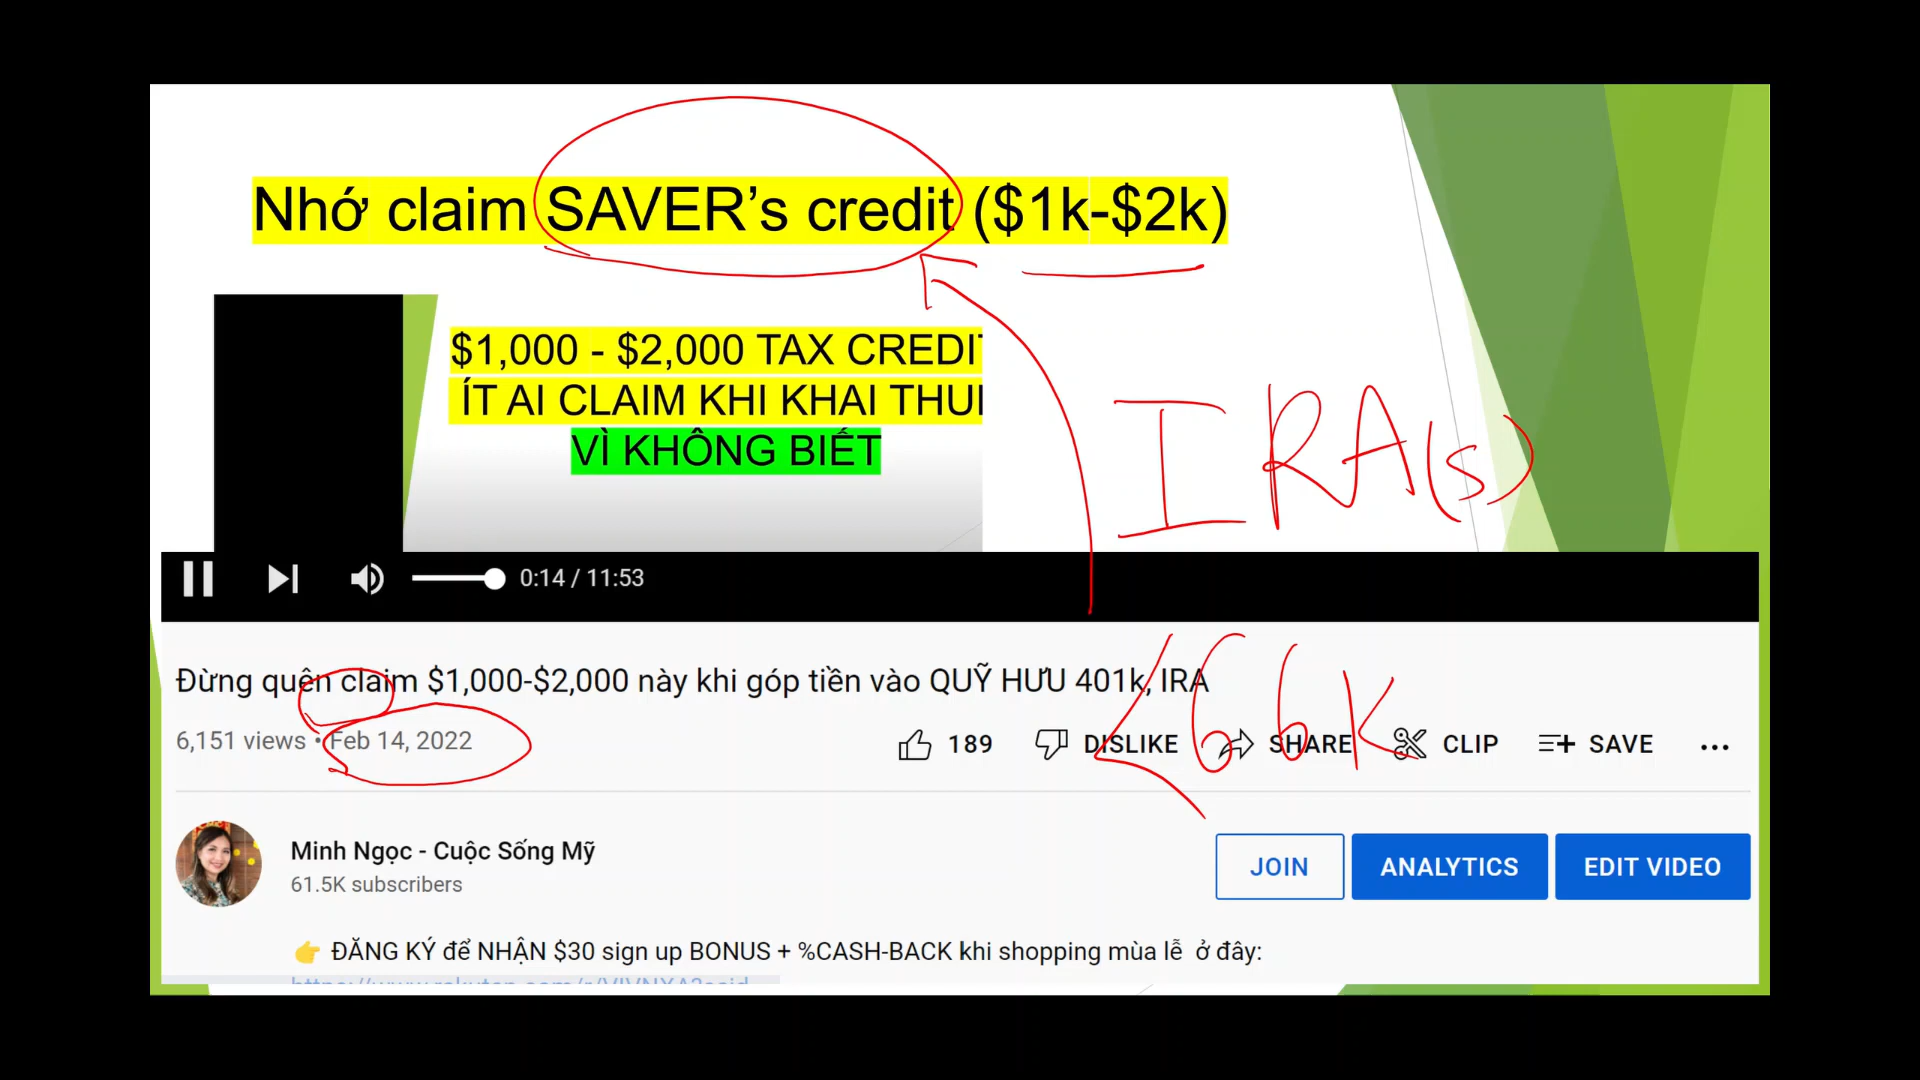 Nhớ claim SAVER’s credit ($1k-$2k)
$1,000 - $2,000 TAX CREDIT
ÍT AI CLAIM KHI KHAI THU
VÌ KHÔNG BIẾT
IRA(s)
0:14 / 11:53
Đừng quên claim $1,000-$2,000 này khi góp tiền vào QUỸ HƯU 401k, IRA
<66K
6,151 views • Feb 14, 2022
189 DISLIKE SHARE CLIP SAVE ...
Minh Ngọc - Cuộc Sống Mỹ
61.5K subscribers
JOIN ANALYTICS EDIT VIDEO
👉 ĐĂNG KÝ để NHẬN $30 sign up BONUS + %CASH-BACK khi shopping mùa lễ ở đây: